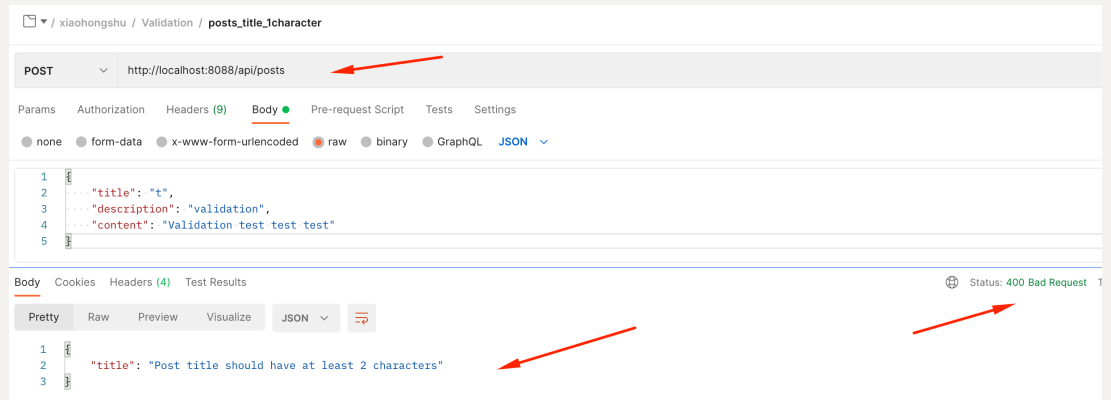 / xiaohongshu / Validation / posts_title_1character
POST http://localhost:8088/api/posts
Params Authorization Headers (9) Body Pre-request Script Tests Settings
none form-data x-www-form-urlencoded raw binary GraphQL JSON
1 {
2 "title": "t",
3 "description": "validation",
4 "content": "Validation test test test"
5 }
Body Cookies Headers (4) Test Results Status: 400 Bad Request
Pretty Raw Preview Visualize JSON
1 {
2 "title": "Post title should have at least 2 characters"
3 }